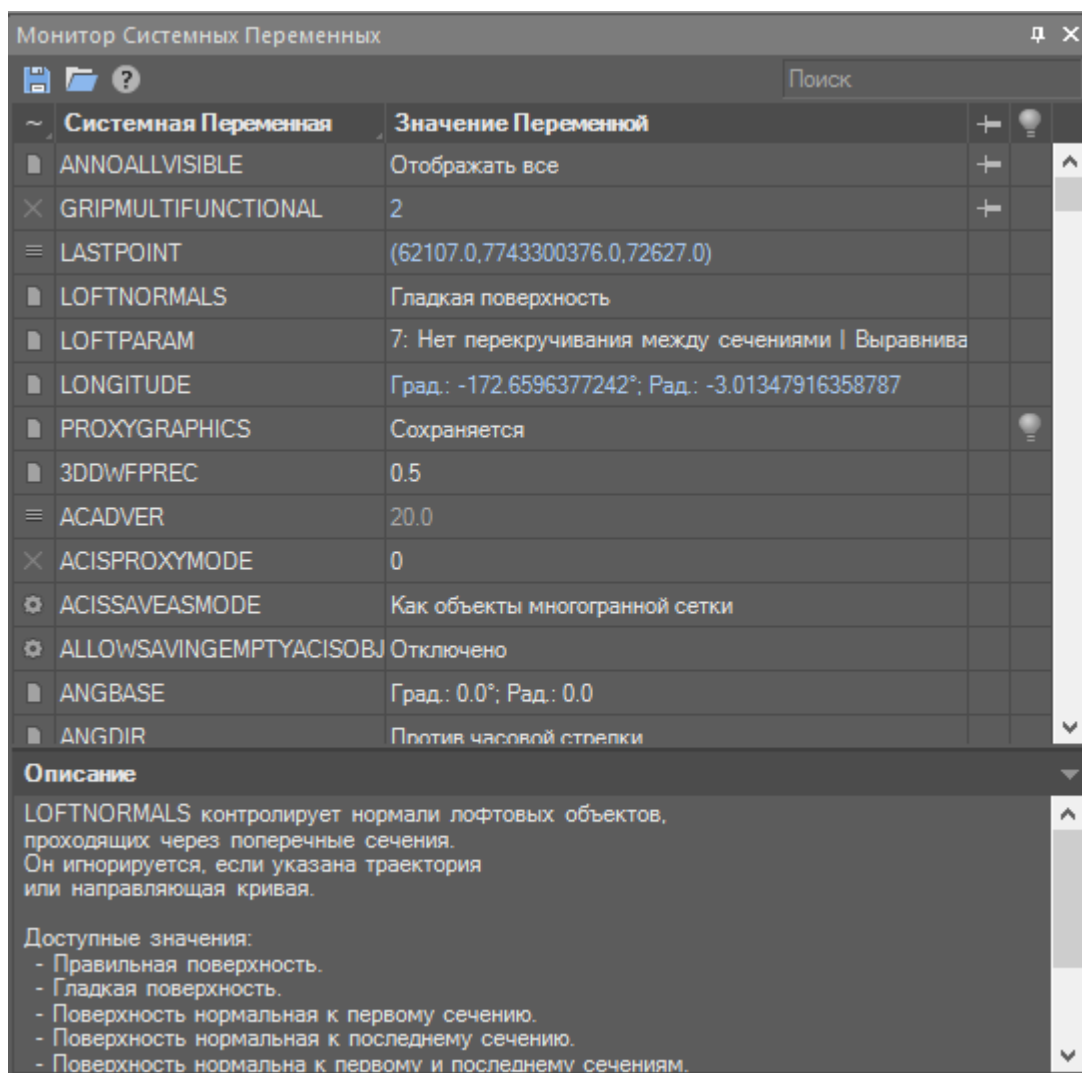 Монитор Системных Переменных
Поиск
~ Системная Переменная Значение Переменной
ANNOALLVISIBLE Отображать все
GRIPMULTIFUNCTIONAL 2
LASTPOINT (62107.0,7743300376.0,72627.0)
LOFTNORMALS Гладкая поверхность
LOFTPARAM 7: Нет перекручивания между сечениями | Выравнива
LONGITUDE Град.: -172.6596377242°; Рад.: -3.01347916358787
PROXYGRAPHICS Сохраняется
3DDWFPREC 0.5
ACADVER 20.0
ACISPROXYMODE 0
ACISSAVEASMODE Как объекты многогранной сетки
ALLOWSAVINGEMPTYACISOBJ Отключено
ANGBASE Град.: 0.0°; Рад.: 0.0
ANGDIR Против часовой стрелки
Описание
LOFTNORMALS контролирует нормали лофтовых объектов,
проходящих через поперечные сечения.
Он игнорируется, если указана траектория
или направляющая кривая.
Доступные значения:
- Правильная поверхность.
- Гладкая поверхность.
- Поверхность нормальная к первому сечению.
- Поверхность нормальная к последнему сечению.
- Поверхность нормальна к первому и последнему сечениям.